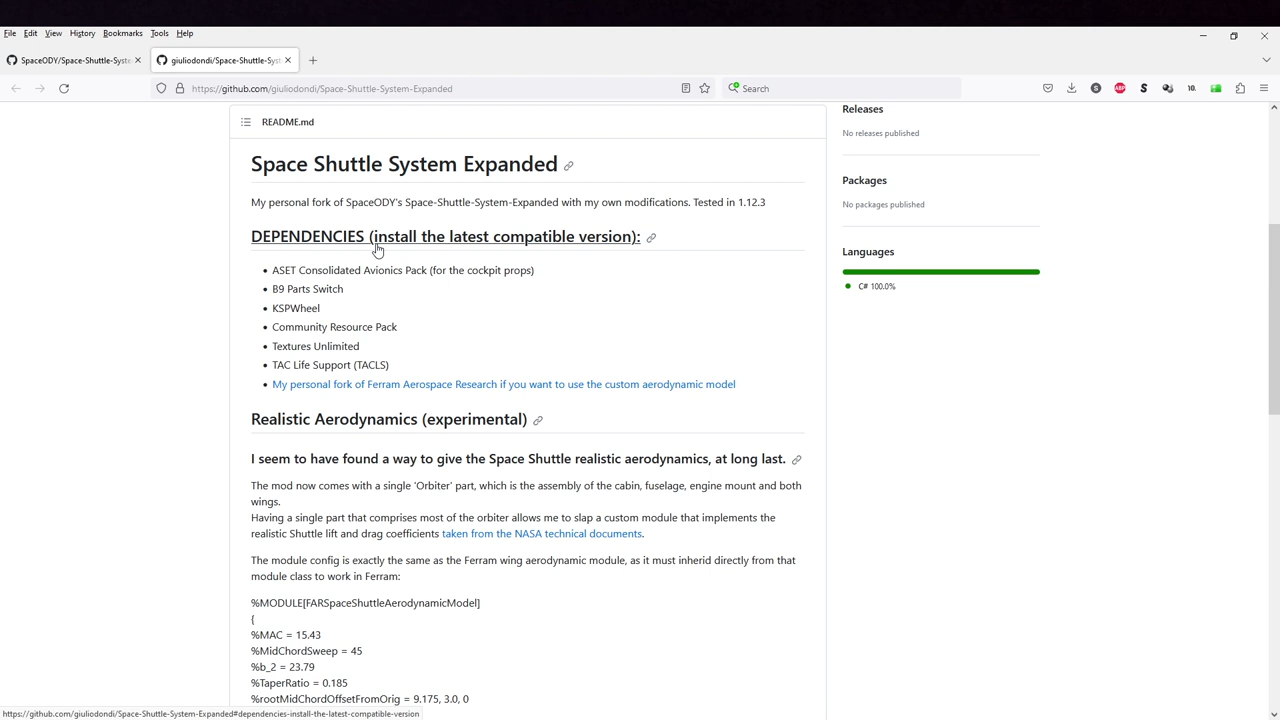 File Edit View History Bookmarks Tools Help
SpaceODY/Space-Shuttle-Syste
giuliodondi/Space-Shuttle-Syst
https://github.com/giuliodondi/Space-Shuttle-System-Expanded
Search
README.md
Space Shuttle System Expanded
My personal fork of SpaceODY's Space-Shuttle-System-Expanded with my own modifications. Tested in 1.12.3
DEPENDENCIES (install the latest compatible version):
• ASET Consolidated Avionics Pack (for the cockpit props)
• B9 Parts Switch
• KSPWheel
• Community Resource Pack
• Textures Unlimited
• TAC Life Support (TACLS)
• My personal fork of Ferram Aerospace Research if you want to use the custom aerodynamic model
Realistic Aerodynamics (experimental)
I seem to have found a way to give the Space Shuttle realistic aerodynamics, at long last.
The mod now comes with a single 'Orbiter' part, which is the assembly of the cabin, fuselage, engine mount and both
wings.
Having a single part that comprises most of the orbiter allows me to slap a custom module that implements the
realistic Shuttle lift and drag coefficients taken from the NASA technical documents.
The module config is exactly the same as the Ferram wing aerodynamic module, as it must inherid directly from that
module class to work in Ferram:
%MODULE[FARSpaceShuttleAerodynamicModel]
{
%MAC = 15.43
%MidChordSweep = 45
%b_2 = 23.79
%TaperRatio = 0.185
%rootMidChordOffsetFromOrig = 9.175, 3.0, 0
Releases
No releases published
Packages
No packages published
Languages
C# 100.0%
https://github.com/giuliodondi/Space-Shuttle-System-Expanded#dependencies-install-the-latest-compatible-version